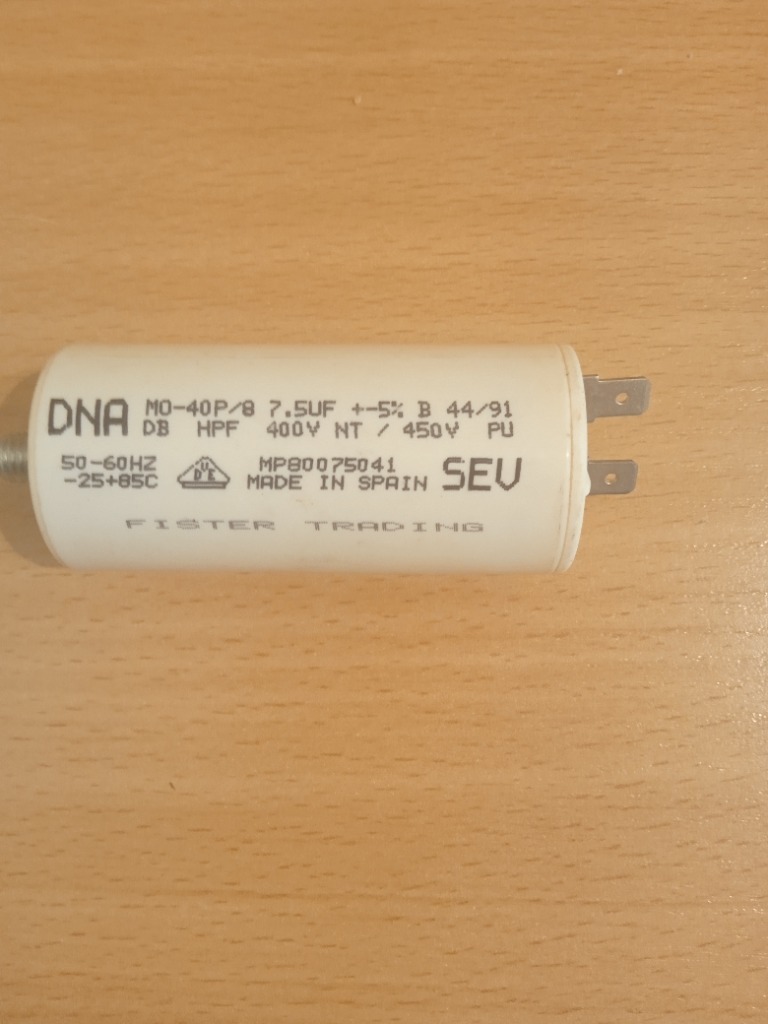 DNA MO-40P/8 7.5UF +-5% B 44/91
DB HPF 400V NT / 450V PU
50-60HZ VDE MP80075041 SEV
-25+85C MADE IN SPAIN
FISTER TRADING